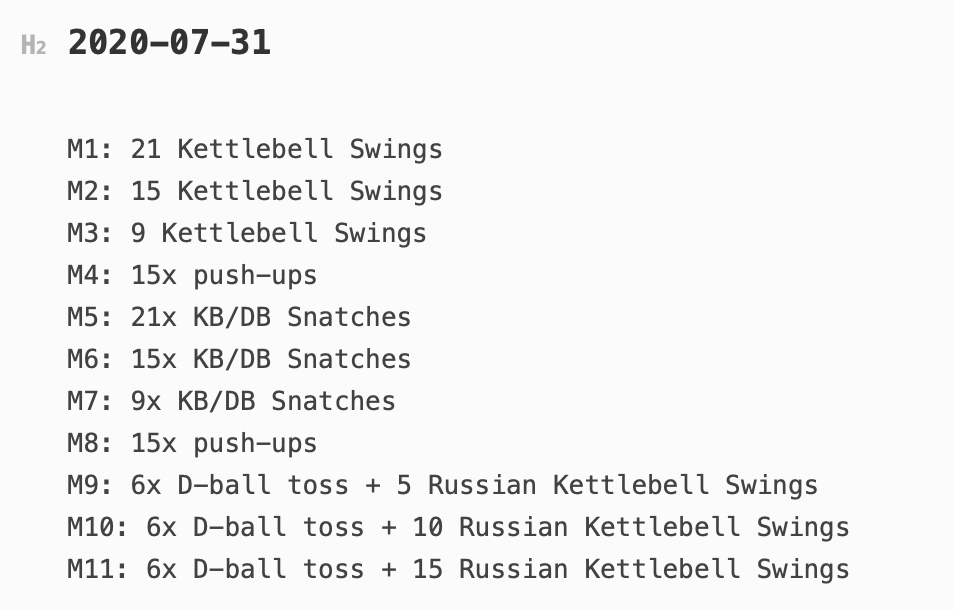 H2 2020-07-31
M1: 21 Kettlebell Swings
M2: 15 Kettlebell Swings
M3: 9 Kettlebell Swings
M4: 15x push-ups
M5: 21x KB/DB Snatches
M6: 15x KB/DB Snatches
M7: 9x KB/DB Snatches
M8: 15x push-ups
M9: 6x D-ball toss + 5 Russian Kettlebell Swings
M10: 6x D-ball toss + 10 Russian Kettlebell Swings
M11: 6x D-ball toss + 15 Russian Kettlebell Swings